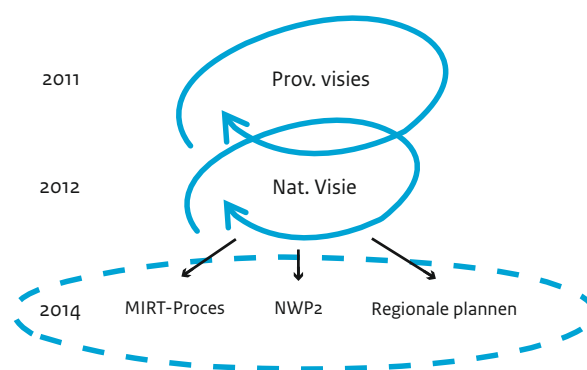 2011 Prov. visies
2012 Nat. Visie
2014 MIRT-Proces NWP2 Regionale plannen